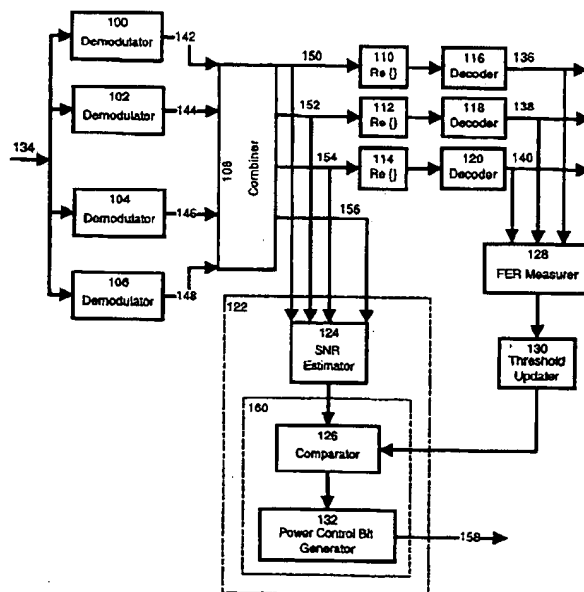 100
Demodulator
142
150
110
Re {}
116
Decoder
136
102
Demodulator
144
152
112
Re {}
118
Decoder
138
134
108
Combiner
154
114
Re {}
120
Decoder
140
104
Demodulator
146
156
106
Demodulator
148
128
FER Measurer
122
124
SNR
Estimator
130
Threshold
Updater
160
126
Comparator
132
Power Control Bit
Generator
158